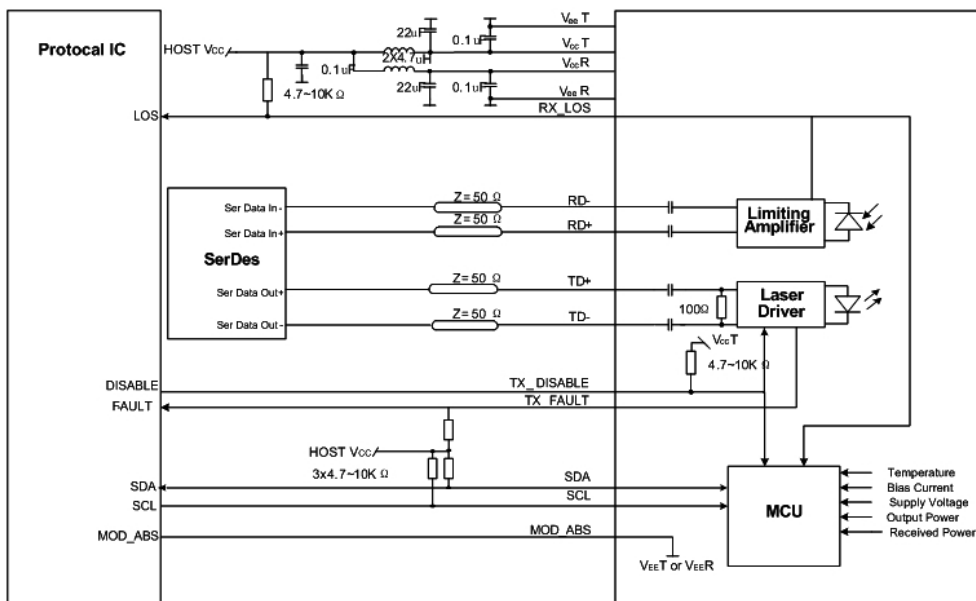 Protocal IC
HOST Vcc
22uF
0.1uF
VeeT
VccT
2X4.7uH
0.1uF
VccR
22uF
0.1uF
VeeR
4.7~10K Ω
LOS
RX_LOS
Ser Data In-
Z= 50 Ω
RD-
Ser Data In+
Z= 50 Ω
RD+
Limiting
Amplifier
SerDes
Ser Data Out+
Z= 50 Ω
TD+
Ser Data Out-
Z= 50 Ω
TD-
100Ω
Laser
Driver
VccT
4.7~10K Ω
DISABLE
TX_DISABLE
FAULT
TX_FAULT
HOST Vcc
3x4.7~10K Ω
SDA
SDA
SCL
SCL
MCU
Temperature
Bias Current
Supply Voltage
Output Power
Received Power
MOD_ABS
MOD_ABS
VEET or VEER